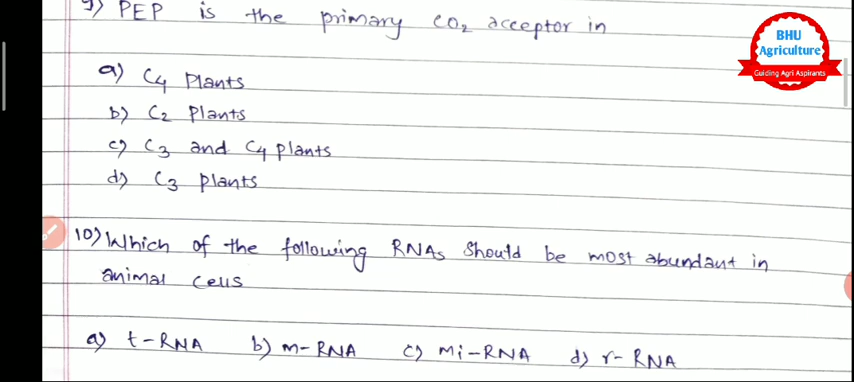 9) PEP is the primary CO₂ acceptor in
a) C₄ Plants
b) C₂ Plants
c) C₃ and C₄ plants
d) C₃ plants
10) Which of the following RNAs should be most abundant in
animal cells
a) t-RNA b) m-RNA c) mi-RNA d) r-RNA
BHU
Agriculture
Guiding Agri Aspirants